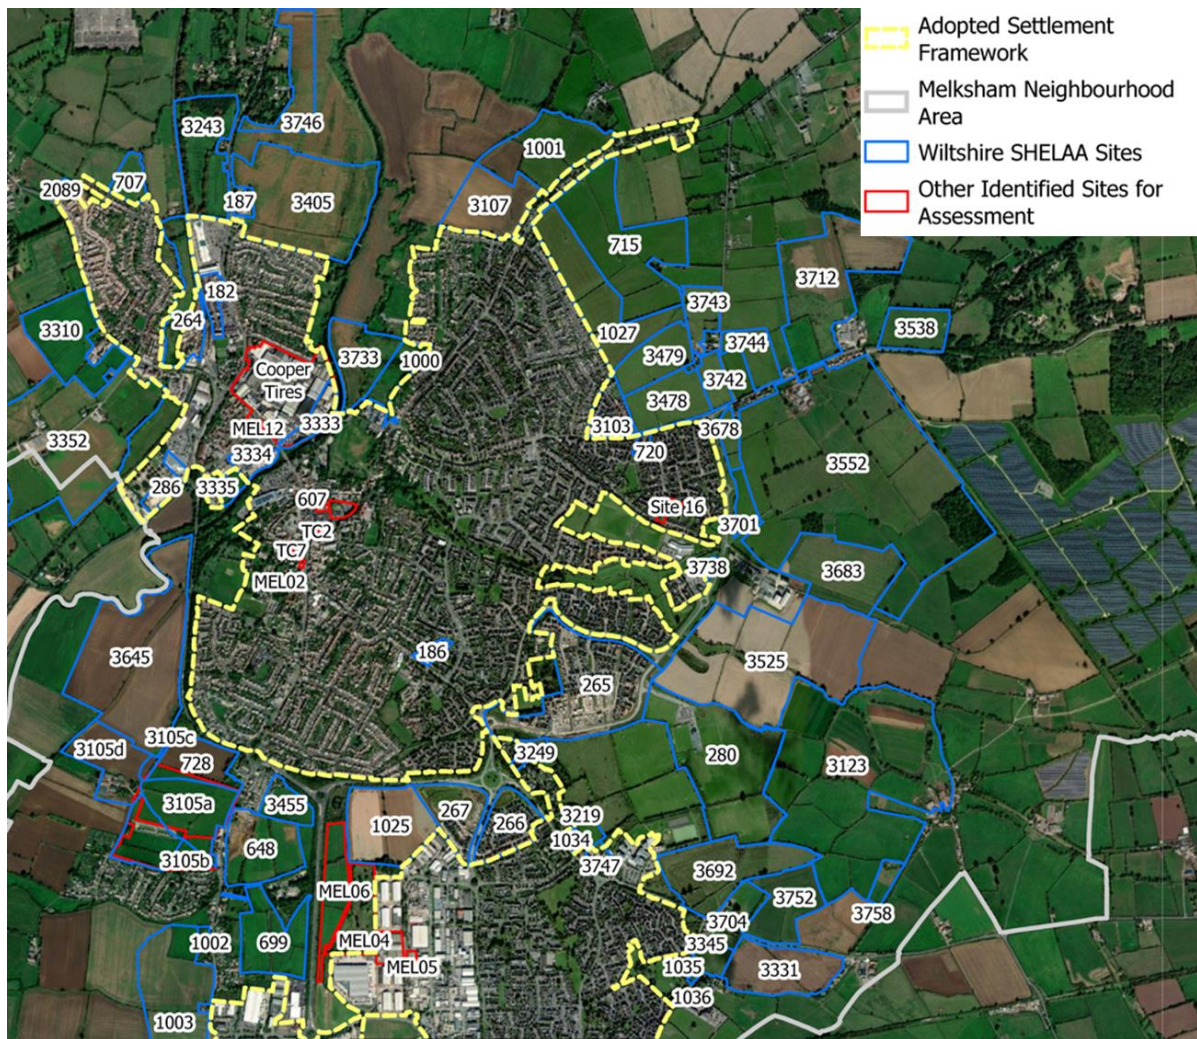 Adopted Settlement
Framework
Melksham Neighbourhood
Area
Wiltshire SHELAA Sites
Other Identified Sites for
Assessment
3746
3243
1001
707
2089
187
3405
3107
715
3712
182
3743
264
3310
1027
3538
3744
3733
1000
3479
Cooper
Tires
3742
3478
MEL12
3333
3103
3678
3352
3334
720
3552
286
3335
607
Site 16
TC2
3701
TC7
MEL02
3738
3683
3645
186
3525
265
3105c
3105d
3249
280
728
3123
3105a
3455
267
3219
1025
266
1034
648
3105b
3747
3692
MEL06
3752
3758
3704
699
MEL04
3345
1002
MEL05
1035
3331
1036
1003